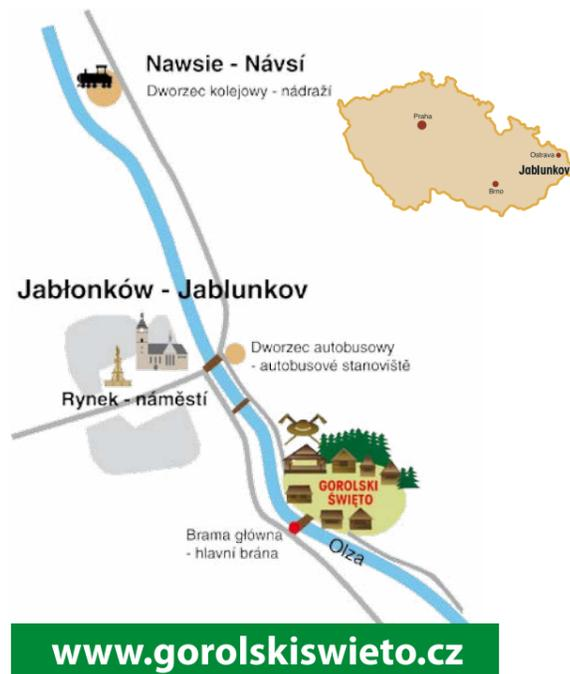 Nawsie - Návsí
Dworzec kolejowy - nádraží
Praha
Ostrava
Jablunkov
Brno
Jabłonków - Jablunkov
Dworzec autobusowy
- autobusové stanoviště
Rynek - náměstí
GOROLSKI
ŚWIĘTO
Brama główna
- hlavní brána
Olza
www.gorolskiswieto.cz